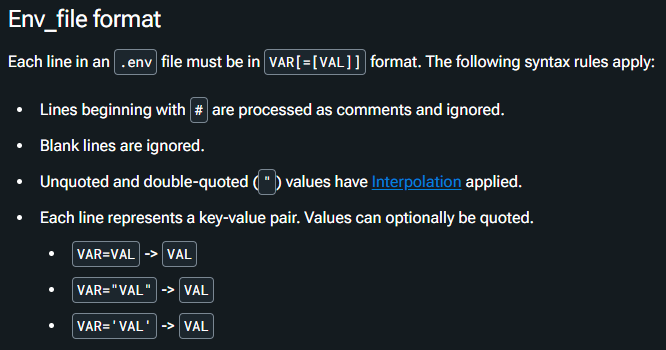 Env_file format
Each line in an .env file must be in VAR[=[VAL]] format. The following syntax rules apply:
• Lines beginning with # are processed as comments and ignored.
• Blank lines are ignored.
• Unquoted and double-quoted (") values have Interpolation applied.
• Each line represents a key-value pair. Values can optionally be quoted.
• VAR=VAL -> VAL
• VAR="VAL" -> VAL
• VAR='VAL' -> VAL